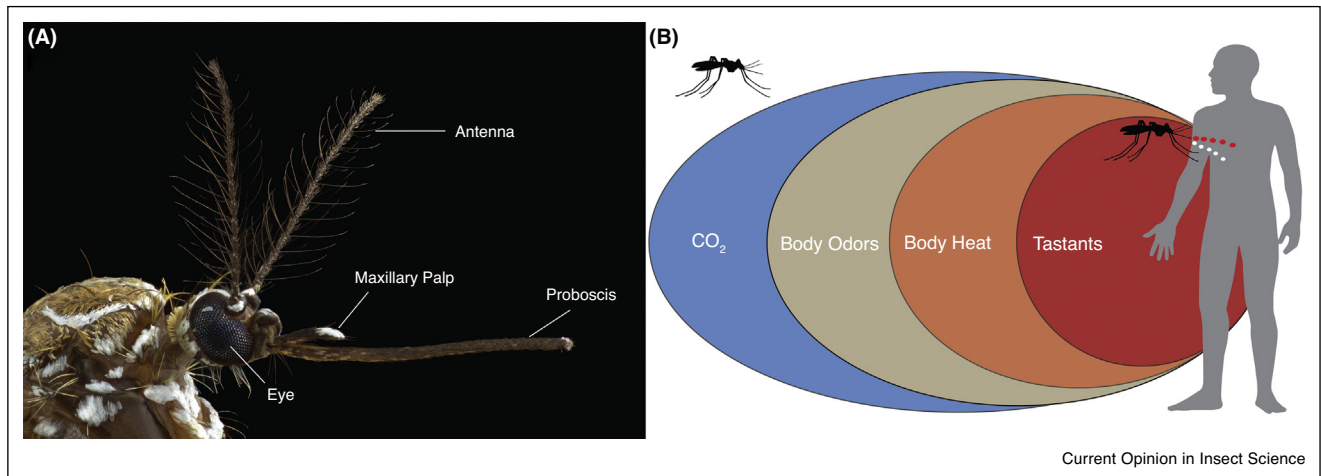 (A)
Antenna
Maxillary Palp
Proboscis
Eye
(B)
CO₂
Body Odors
Body Heat
Tastants
Current Opinion in Insect Science